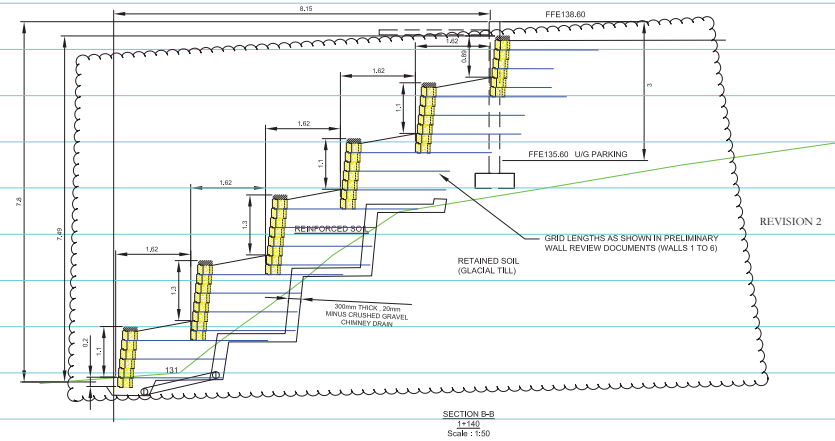 8.15
FFE138.60
1.62
0.89
1.62
3
1.1
1.62
FFE135.60 U/G PARKING
1.1
7.8
7.49
1.62
1.3
REINFORCED SOIL
REVISION 2
GRID LENGTHS AS SHOWN IN PRELIMINARY
WALL REVIEW DOCUMENTS (WALLS 1 TO 6)
1.62
RETAINED SOIL
(GLACIAL TILL)
1.3
300mm THICK , 20mm
MINUS CRUSHED GRAVEL
CHIMNEY DRAIN
0.2
1.1
131
SECTION B-B
1+140
Scale : 1:50